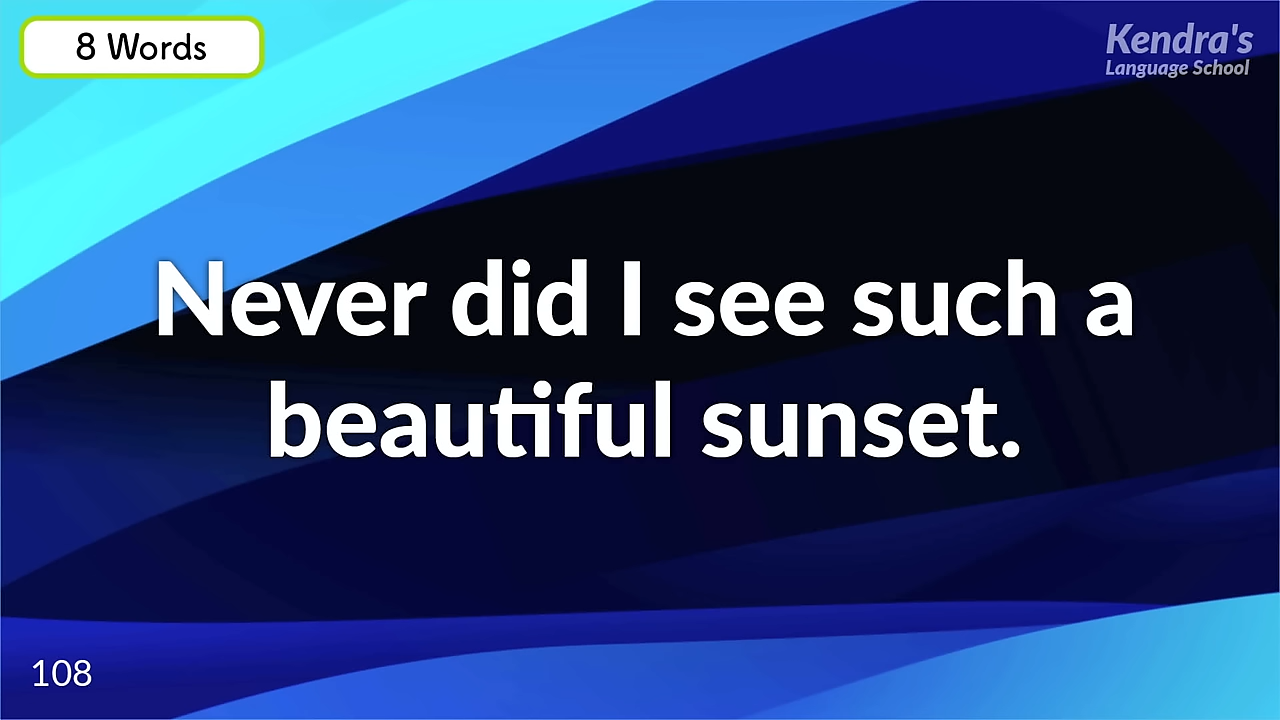 8 Words
Kendra's
Language School
Never did I see such a
beautiful sunset.
108